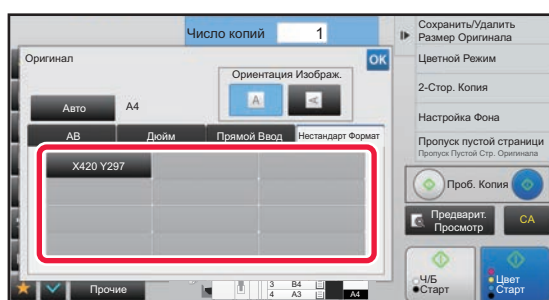 Число копий 1
Оригинал
OK
Ориентация Изображ.
A A
Авто A4
AB Дюйм Прямой Ввод Нестандарт Формат
X420 Y297
Прочие
3 B4
4 A3
A4
Сохранить/Удалить
Размер Оригинала
Цветной Режим
2-Стор. Копия
Настройка Фона
Пропуск пустой страници
Пропуск Пустой Стр. Оригинала
Проб. Копия
Предварит.
Просмотр
CA
Ч/Б
Старт
Цвет
Старт